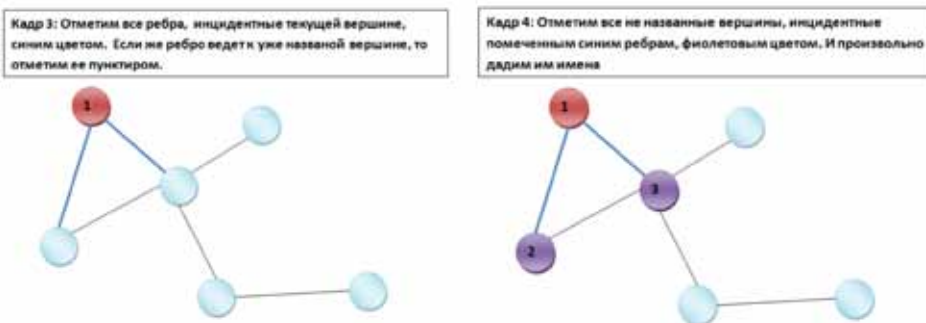 Кадр 3: Отметим все ребра, инцидентные текущей вершине,
синим цветом. Если же ребро ведет к уже названой вершине, то
отметим ее пунктиром.
1
Кадр 4: Отметим все не названные вершины, инцидентные
помеченным синим ребрам, фиолетовым цветом. И произвольно
дадим им имена
1
3
2